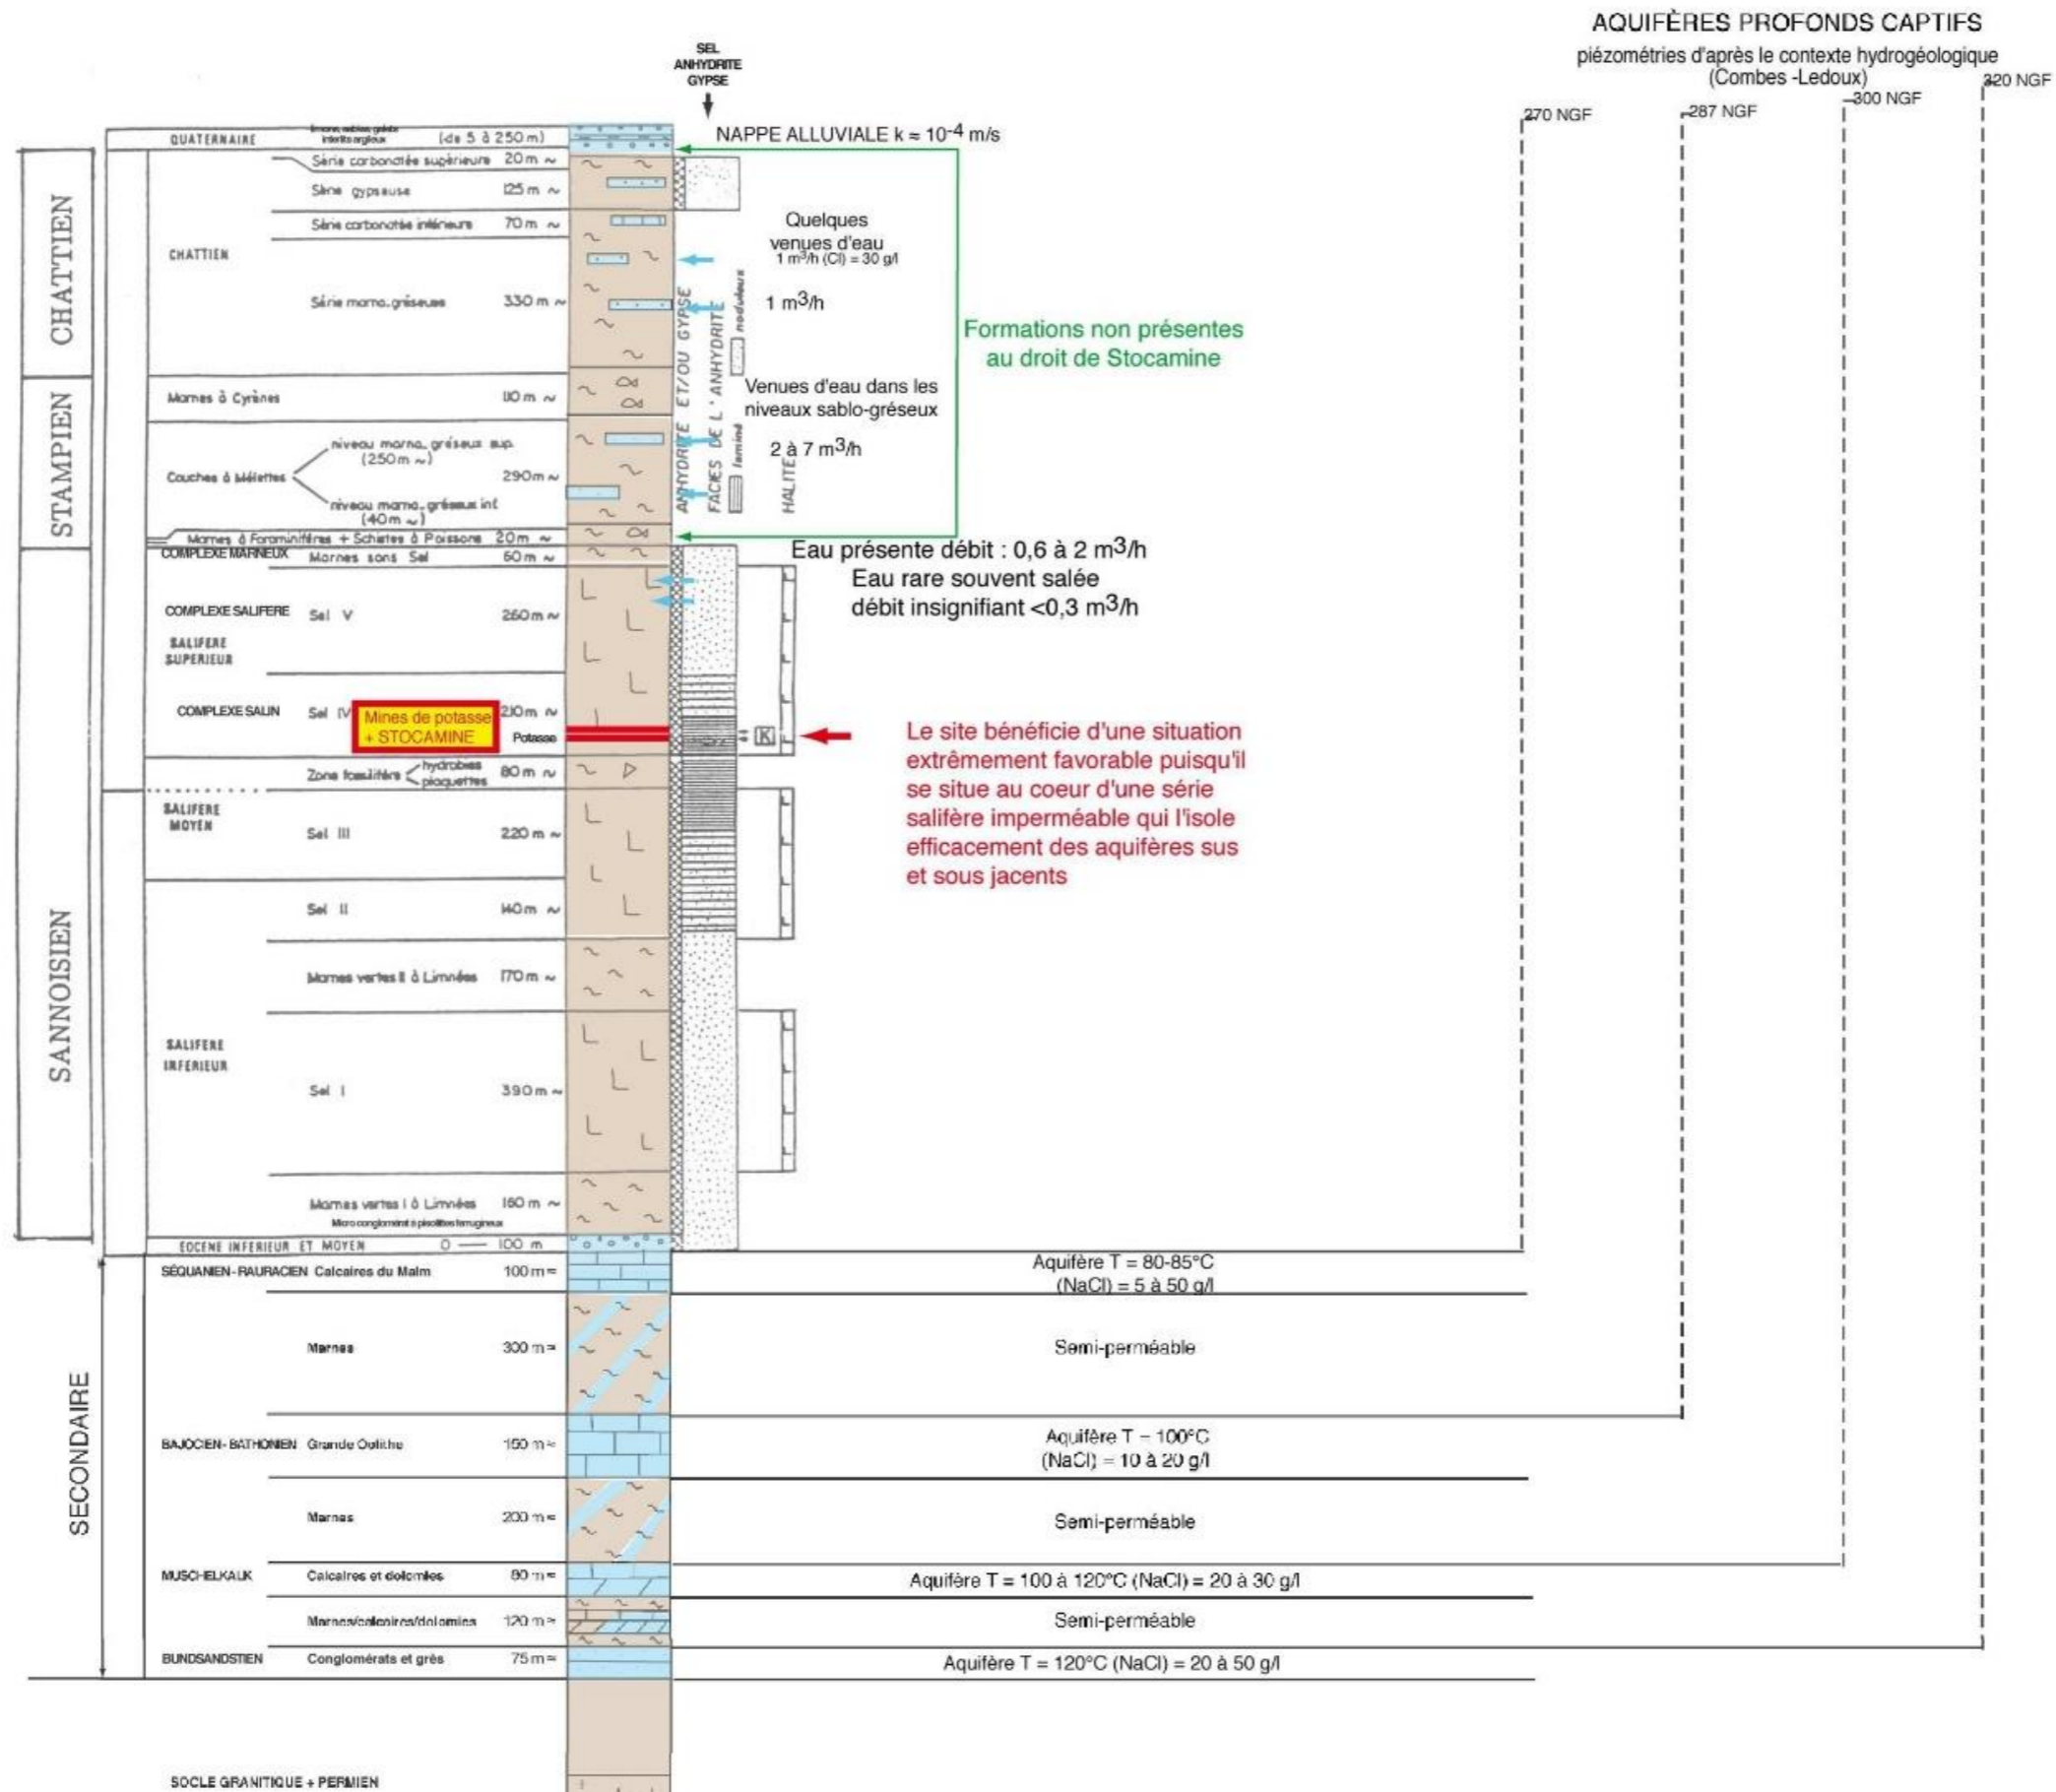 AQUIFÈRES PROFONDS CAPTIFS
piézométries d'après le contexte hydrogéologique
(Combes -Ledoux)
270 NGF
287 NGF
300 NGF
320 NGF
SEL
ANHYDRITE
GYPSE
QUATERNAIRE
(de 5 à 250 m)
NAPPE ALLUVIALE k ≈ 10-4 m/s
CHATTIEN
CHATTIEN
Série carbonatée supérieure 20 m ~
Série gypseuse 125 m ~
Série carbonatée inférieure 70 m ~
Série marno.gréseuse 330 m ~
Quelques
venues d'eau
1 m3/h (Cl) = 30 g/l
1 m3/h
Formations non présentes
au droit de Stocamine
STAMPIEN
Marnes à Cyrènes 110 m ~
Couches à Mélettes 290 m ~
niveau marno_gréseux sup.
(250 m ~)
niveau marno_gréseux inf
(40 m ~)
Marnes à Foraminifères + Schistes à Poissons 20 m ~
Venues d'eau dans les
niveaux sablo-gréseux
2 à 7 m3/h
ANHYDRITE ET/OU GYPSE
FACIES DE L'ANHYDRITE
noduleux
laminé
HALITE
SANNOISIEN
COMPLEXE MARNEUX Marnes sans Sel 60 m ~
Eau présente débit : 0,6 à 2 m3/h
Eau rare souvent salée
débit insignifiant <0,3 m3/h
COMPLEXE SALIFERE Sel V 260 m ~
SALIFERE
SUPERIEUR
COMPLEXE SALIN Sel IV 210 m ~
Mines de potasse
+ STOCAMINE
Potasse
K
Le site bénéficie d'une situation
extrêmement favorable puisqu'il
se situe au coeur d'une série
salifère imperméable qui l'isole
efficacement des aquifères sus
et sous jacents
Zone fossilifère 80 m ~
hydrobies
plaquettes
SALIFERE
MOYEN
Sel III 220 m ~
Sel II 140 m ~
Marnes vertes II à Limnées 170 m ~
SALIFERE
INFERIEUR
Sel I 390 m ~
Marnes vertes I à Limnées 160 m ~
Micro conglomérat à pisolites ferrugineux
EOCENE INFERIEUR ET MOYEN 0 — 100 m
SECONDAIRE
SÉQUANIEN-RAURACIEN Calcaires du Malm 100 m ≈
Aquifère T = 80-85°C
(NaCl) = 5 à 50 g/l
Marnes 300 m ≈
Semi-perméable
BAJOCIEN-BATHONIEN Grande Oolithe 150 m ≈
Aquifère T = 100°C
(NaCl) = 10 à 20 g/l
Marnes 200 m ≈
Semi-perméable
MUSCHELKALK Calcaires et dolomies 80 m ≈
Aquifère T = 100 à 120°C (NaCl) = 20 à 30 g/l
Marnes/calcaires/dolomies 120 m ≈
Semi-perméable
BUNDSANDSTIEN Conglomérats et grès 75 m ≈
Aquifère T = 120°C (NaCl) = 20 à 50 g/l
SOCLE GRANITIQUE + PERMIEN